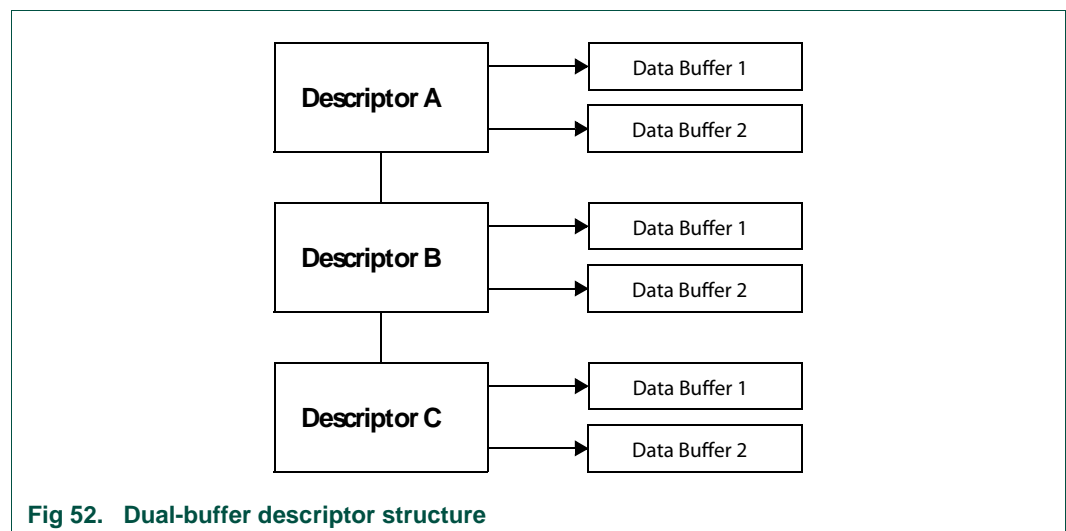 Descriptor A
Data Buffer 1
Data Buffer 2
Descriptor B
Data Buffer 1
Data Buffer 2
Descriptor C
Data Buffer 1
Data Buffer 2
Fig 52. Dual-buffer descriptor structure